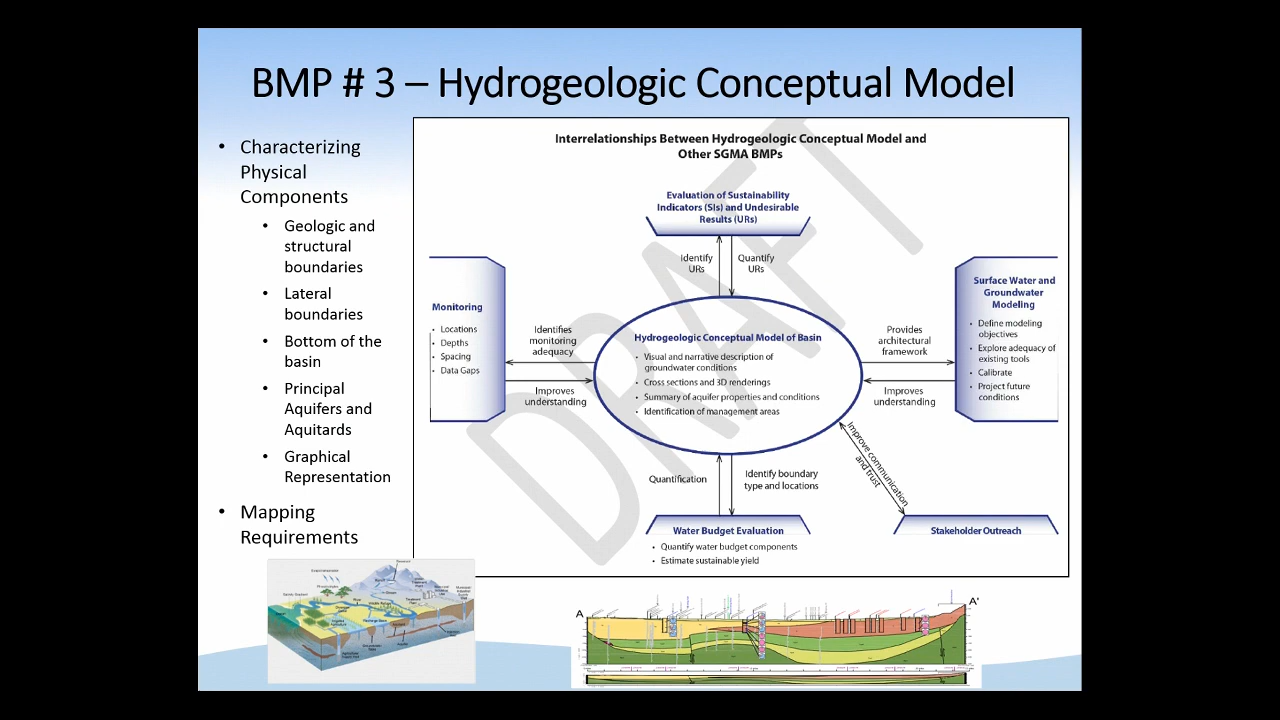 BMP # 3 – Hydrogeologic Conceptual Model
• Characterizing
Physical
Components
• Geologic and
structural
boundaries
• Lateral
boundaries
• Bottom of the
basin
• Principal
Aquifers and
Aquitards
• Graphical
Representation
• Mapping
Requirements
DRAFT
Interrelationships Between Hydrogeologic Conceptual Model and
Other SGMA BMPs
Evaluation of Sustainability
Indicators (SIs) and Undesirable
Results (URs)
Identify
URs
Quantify
URs
Monitoring
• Locations
• Depths
• Spacing
• Data Gaps
Identifies
monitoring
adequacy
Improves
understanding
Hydrogeologic Conceptual Model of Basin
• Visual and narrative description of
groundwater conditions
• Cross sections and 3D renderings
• Summary of aquifer properties and conditions
• Identification of management areas
Provides
architectural
framework
Improves
understanding
Surface Water and
Groundwater
Modeling
• Define modeling
objectives
• Explore adequacy of
existing tools
• Calibrate
• Project future
conditions
Quantification
Identify boundary
type and locations
Improve communication
and trust
Water Budget Evaluation
• Quantify water budget components
• Estimate sustainable yield
Stakeholder Outreach
A
A'